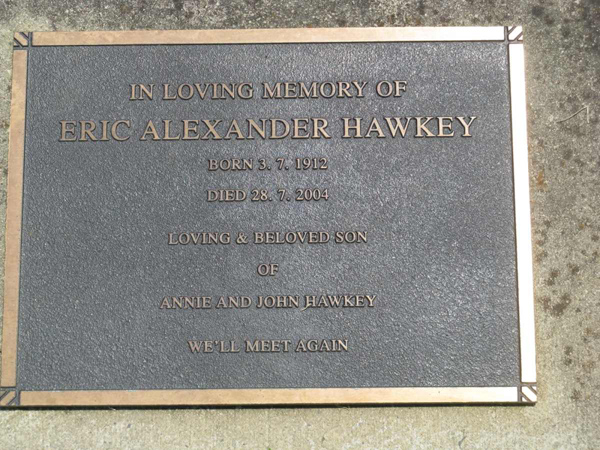 IN LOVING MEMORY OF
ERIC ALEXANDER HAWKEY
BORN 3. 7. 1912
DIED 28. 7. 2004
LOVING & BELOVED SON
OF
ANNIE AND JOHN HAWKEY
WE'LL MEET AGAIN